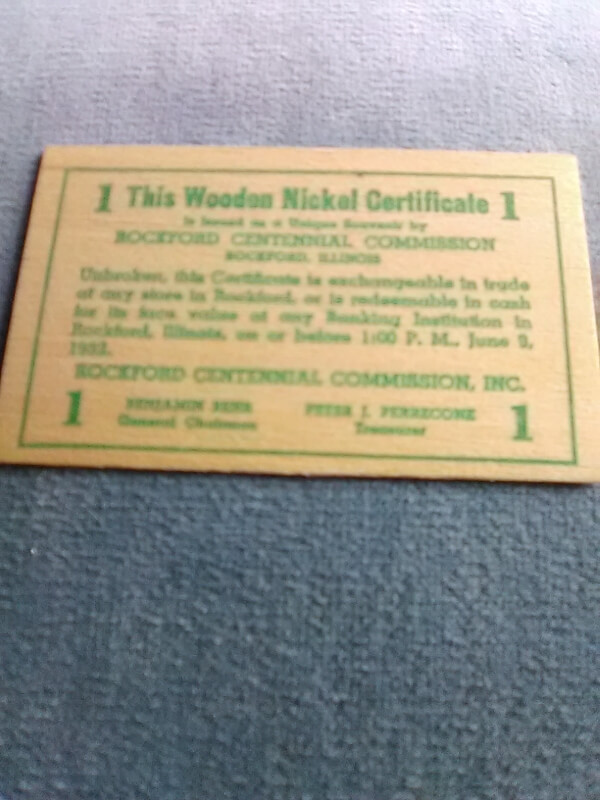 1 This Wooden Nickel Certificate 1
Is Issued as a Unique Souvenir by
ROCKFORD CENTENNIAL COMMISSION
ROCKFORD, ILLINOIS
Unbroken, this Certificate is exchangeable in trade
at any store in Rockford, or is redeemable in cash
for its face value at any Banking Institution in
Rockford, Illinois, on or before 1:00 P. M., June 9,
1952.
ROCKFORD CENTENNIAL COMMISSION, INC.
1 BENJAMIN PETER J. PERRECONE 1
General Chairman Treasurer